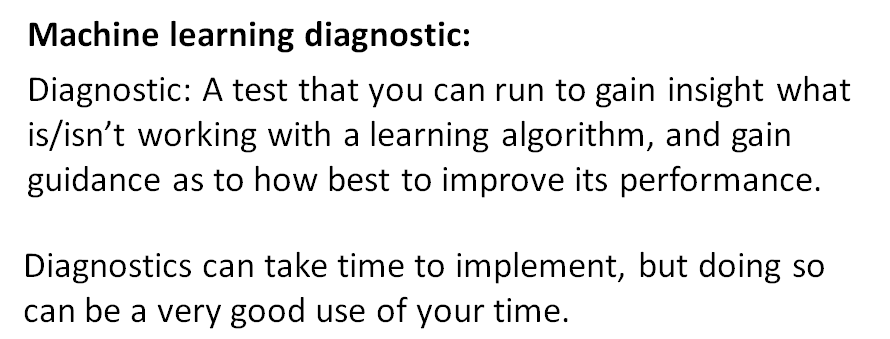 Machine learning diagnostic:
Diagnostic: A test that you can run to gain insight what
is/isn’t working with a learning algorithm, and gain
guidance as to how best to improve its performance.
Diagnostics can take time to implement, but doing so
can be a very good use of your time.